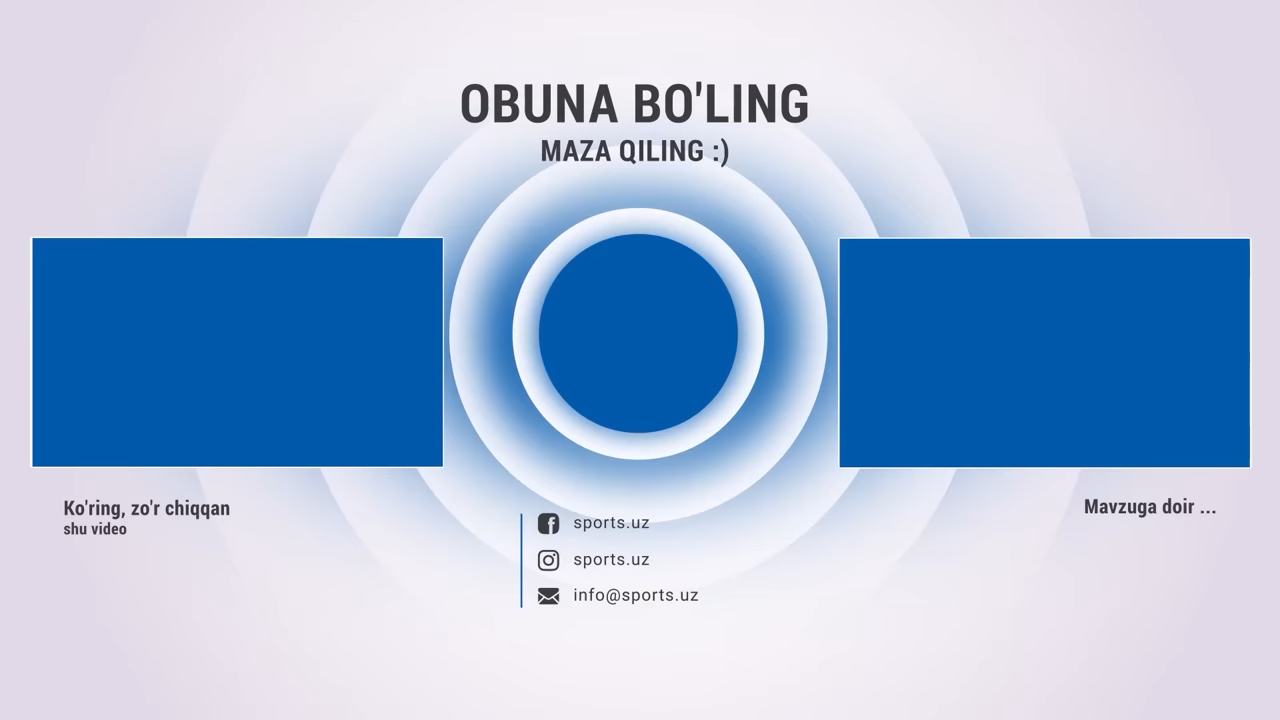 OBUNA BO'LING
MAZA QILING :)
Ko'ring, zo'r chiqqan
shu video
Mavzuga doir ...
sports.uz
sports.uz
info@sports.uz